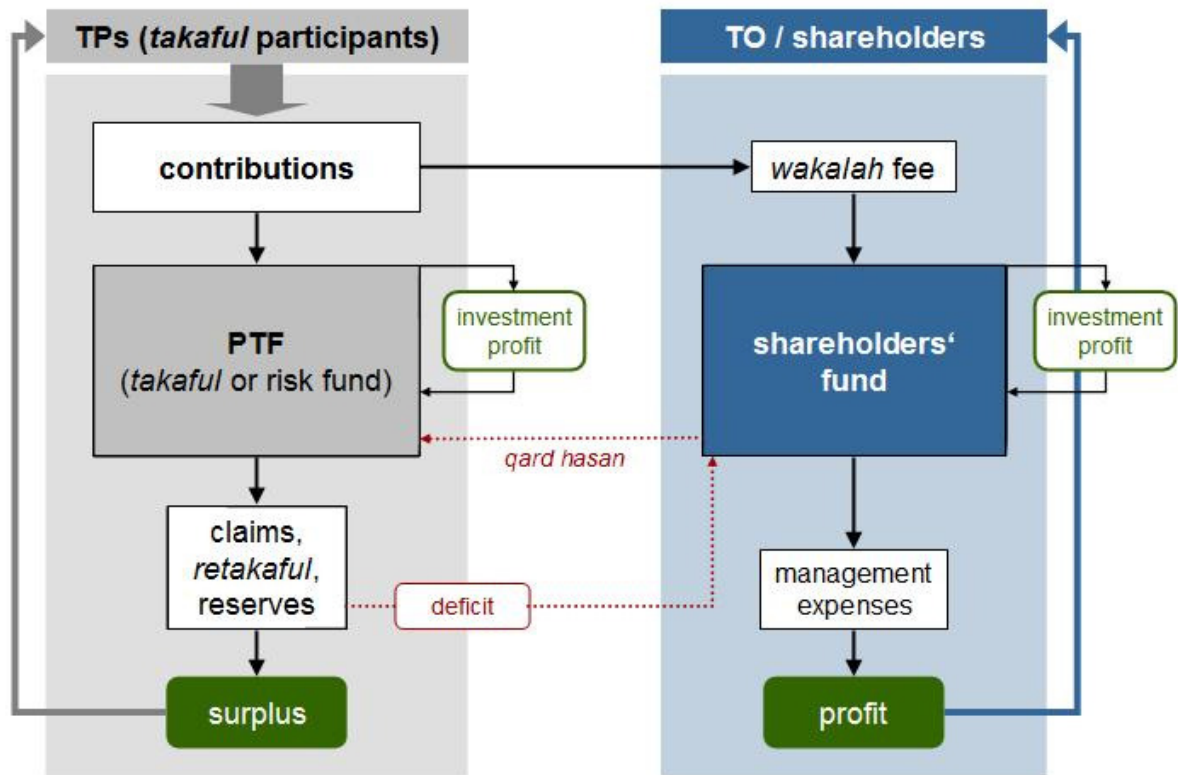 TPs (takaful participants)
TO / shareholders
contributions
wakalah fee
PTF
(takaful or risk fund)
investment
profit
shareholders‘
fund
investment
profit
qard hasan
claims,
retakaful,
reserves
deficit
management
expenses
surplus
profit